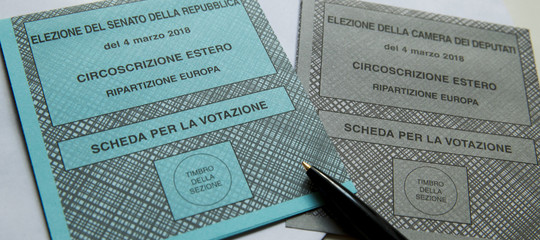 ELEZIONE DEL SENATO DELLA REPUBBLICA
del 4 marzo 2018
CIRCOSCRIZIONE ESTERO
RIPARTIZIONE EUROPA
SCHEDA PER LA VOTAZIONE
TIMBRO
DELLA
SEZIONE
ELEZIONE DELLA CAMERA DEI DEPUTATI
del 4 marzo 2018
CIRCOSCRIZIONE ESTERO
RIPARTIZIONE EUROPA
SCHEDA PER LA VOTAZIONE
TIMBRO
DELLA
SEZIONE